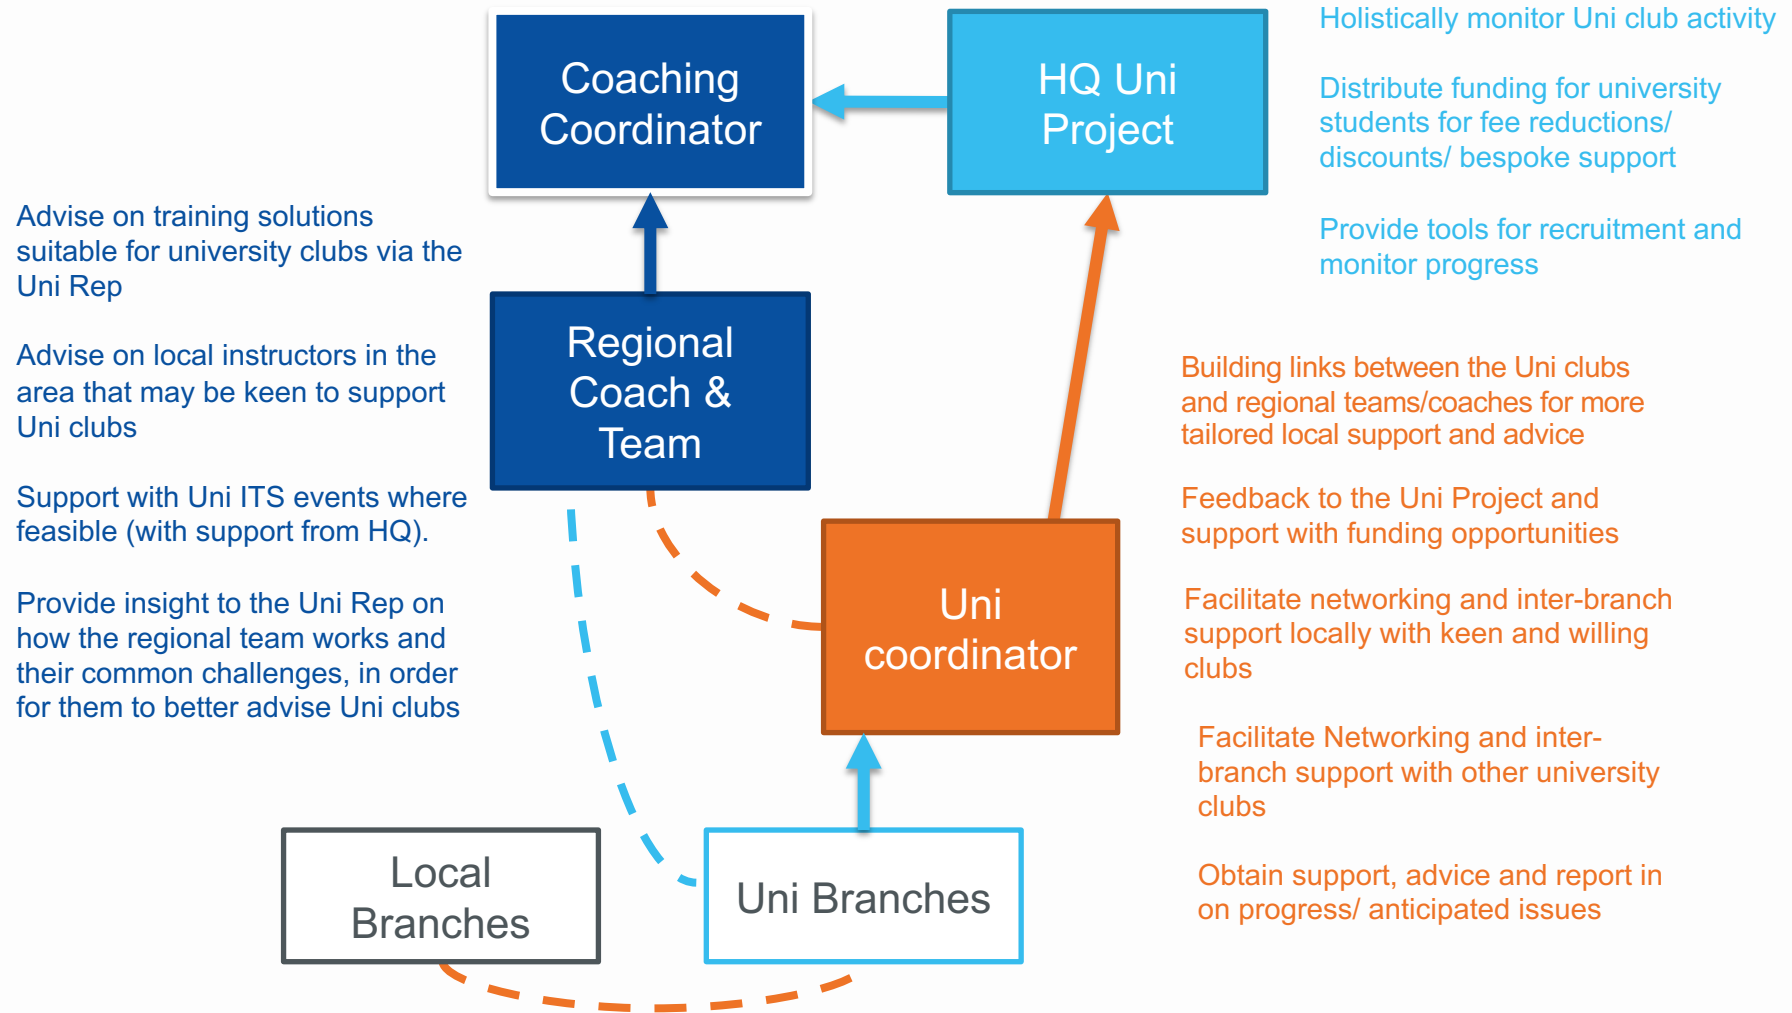 Coaching
Coordinator
HQ Uni
Project
Holistically monitor Uni club activity
Distribute funding for university
students for fee reductions/
discounts/ bespoke support
Provide tools for recruitment and
monitor progress
Advise on training solutions
suitable for university clubs via the
Uni Rep
Advise on local instructors in the
area that may be keen to support
Uni clubs
Support with Uni ITS events where
feasible (with support from HQ).
Provide insight to the Uni Rep on
how the regional team works and
their common challenges, in order
for them to better advise Uni clubs
Regional
Coach &
Team
Building links between the Uni clubs
and regional teams/coaches for more
tailored local support and advice
Feedback to the Uni Project and
support with funding opportunities
Facilitate networking and inter-branch
support locally with keen and willing
clubs
Facilitate Networking and inter-
branch support with other university
clubs
Obtain support, advice and report in
on progress/ anticipated issues
Uni
coordinator
Local
Branches
Uni Branches